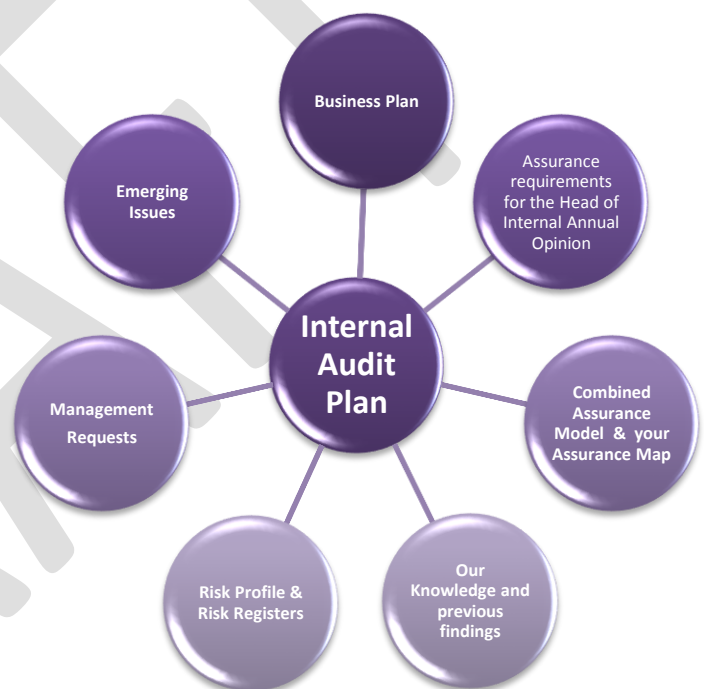 Business Plan
Assurance
requirements
for the Head of
Internal Annual
Opinion
Emerging
Issues
Internal
Audit
Plan
Combined
Assurance
Model & your
Assurance Map
Management
Requests
Our
Knowledge and
previous
findings
Risk Profile &
Risk Registers